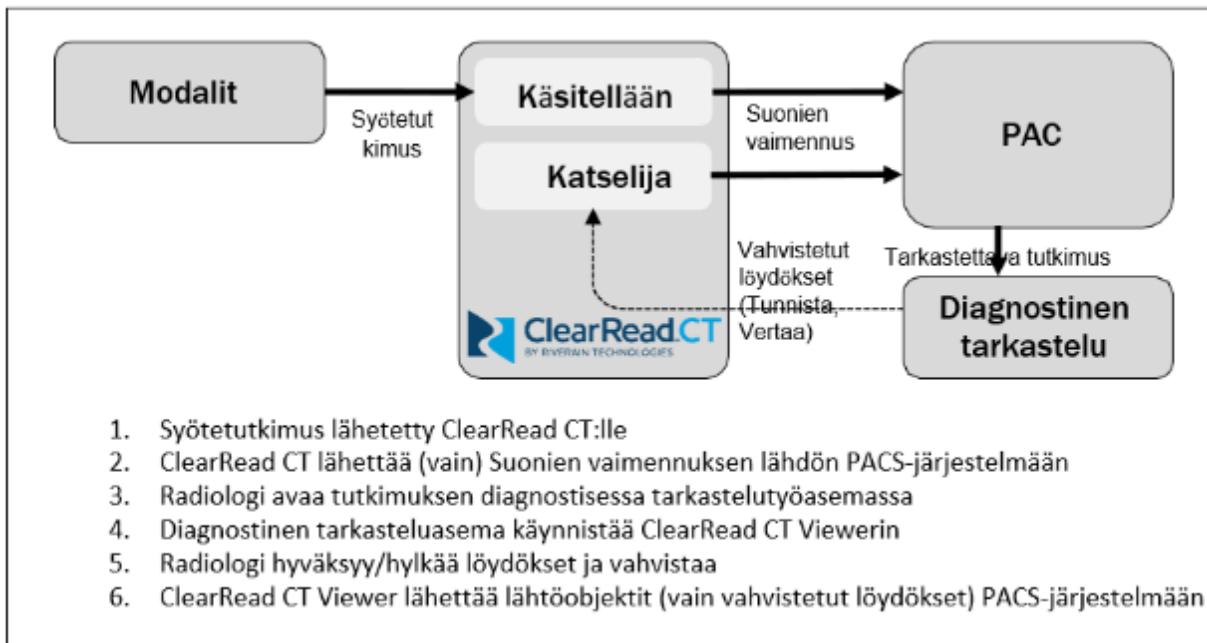 Modalit
Syötetut
kimus
Käsitellään
Katselija
Suonien
vaimennus
PAC
Vahvistetut
löydökset
(Tunnista,
Vertaa)
Tarkastettava tutkimus
Diagnostinen
tarkastelu
ClearRead.CT
BY RIVERAIN TECHNOLOGIES
1. Syötetutkimus lähetetty ClearRead CT:lle
2. ClearRead CT lähettää (vain) Suonien vaimennuksen lähdön PACS-järjestelmään
3. Radiologi avaa tutkimuksen diagnostisessa tarkastelutyöasemassa
4. Diagnostinen tarkasteluasema käynnistää ClearRead CT Viewerin
5. Radiologi hyväksyy/hylkää löydökset ja vahvistaa
6. ClearRead CT Viewer lähettää lähtöobjektit (vain vahvistetut löydökset) PACS-järjestelmään